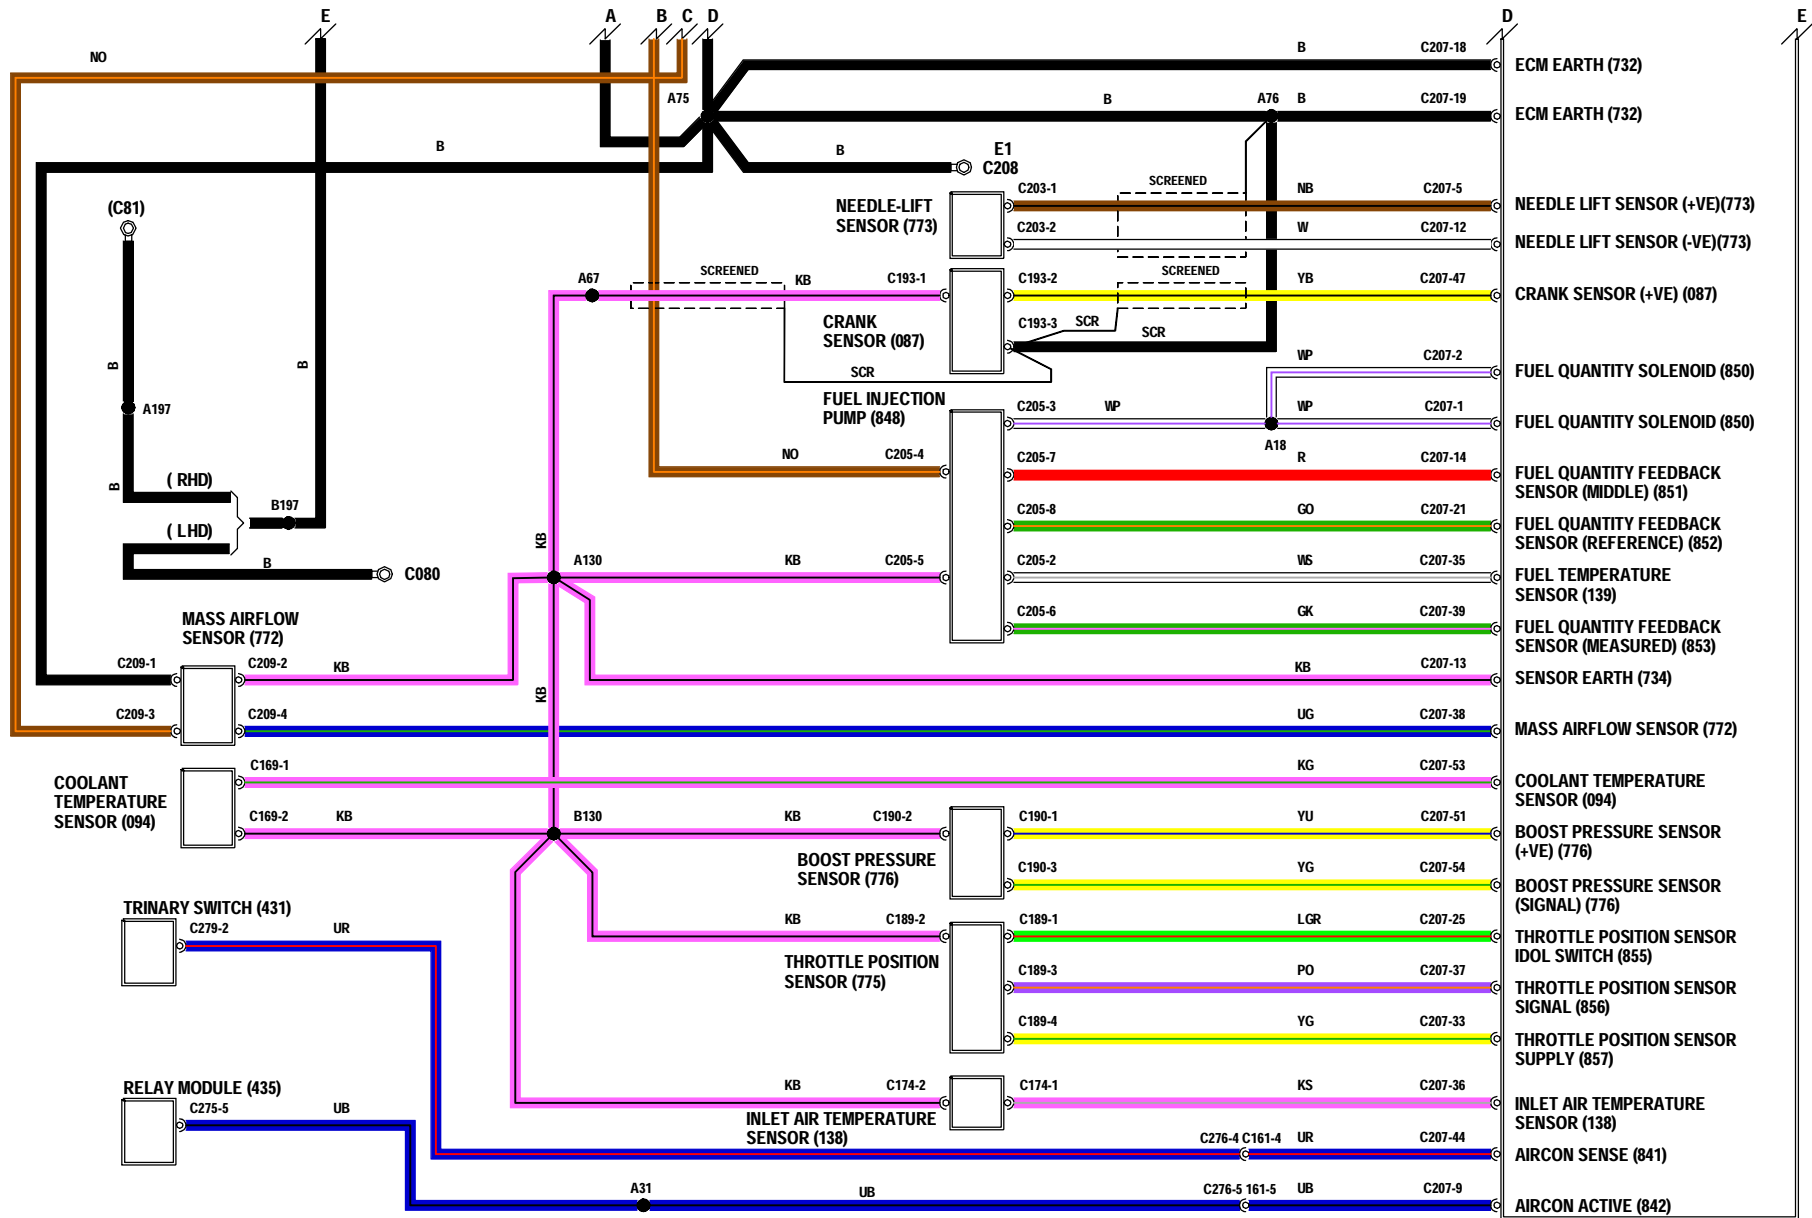 E
A
B
C
D
D
E
NO
B
C207-18
ECM EARTH (732)
A75
B
A76
B
C207-19
ECM EARTH (732)
B
B
E1
C208
(C81)
NEEDLE-LIFT
SENSOR (773)
C203-1
SCREENED
NB
C207-5
NEEDLE LIFT SENSOR (+VE)(773)
C203-2
W
C207-12
NEEDLE LIFT SENSOR (-VE)(773)
A67
SCREENED
KB
C193-1
C193-2
SCREENED
YB
C207-47
CRANK SENSOR (+VE) (087)
CRANK
SENSOR (087)
C193-3
SCR
SCR
SCR
B
B
WP
C207-2
FUEL QUANTITY SOLENOID (850)
FUEL INJECTION
PUMP (848)
C205-3
WP
WP
C207-1
FUEL QUANTITY SOLENOID (850)
A197
A18
NO
C205-4
C205-7
R
C207-14
FUEL QUANTITY FEEDBACK
SENSOR (MIDDLE) (851)
B
( RHD)
B197
( LHD)
C205-8
GO
C207-21
FUEL QUANTITY FEEDBACK
SENSOR (REFERENCE) (852)
KB
B
C080
A130
KB
C205-5
C205-2
WS
C207-35
FUEL TEMPERATURE
SENSOR (139)
MASS AIRFLOW
SENSOR (772)
C205-6
GK
C207-39
FUEL QUANTITY FEEDBACK
SENSOR (MEASURED) (853)
C209-1
C209-2
KB
KB
KB
C207-13
SENSOR EARTH (734)
C209-3
C209-4
UG
C207-38
MASS AIRFLOW SENSOR (772)
COOLANT
TEMPERATURE
SENSOR (094)
C169-1
KG
C207-53
COOLANT TEMPERATURE
SENSOR (094)
C169-2
KB
B130
KB
C190-2
C190-1
YU
C207-51
BOOST PRESSURE SENSOR
(+VE) (776)
BOOST PRESSURE
SENSOR (776)
C190-3
YG
C207-54
BOOST PRESSURE SENSOR
(SIGNAL) (776)
TRINARY SWITCH (431)
C279-2
UR
KB
C189-2
C189-1
LGR
C207-25
THROTTLE POSITION SENSOR
IDOL SWITCH (855)
THROTTLE POSITION
SENSOR (775)
C189-3
PO
C207-37
THROTTLE POSITION SENSOR
SIGNAL (856)
C189-4
YG
C207-33
THROTTLE POSITION SENSOR
SUPPLY (857)
RELAY MODULE (435)
C275-5
UB
KB
C174-2
C174-1
KS
C207-36
INLET AIR TEMPERATURE
SENSOR (138)
INLET AIR TEMPERATURE
SENSOR (138)
C276-4 C161-4
UR
C207-44
AIRCON SENSE (841)
A31
UB
C276-5 161-5
UB
C207-9
AIRCON ACTIVE (842)